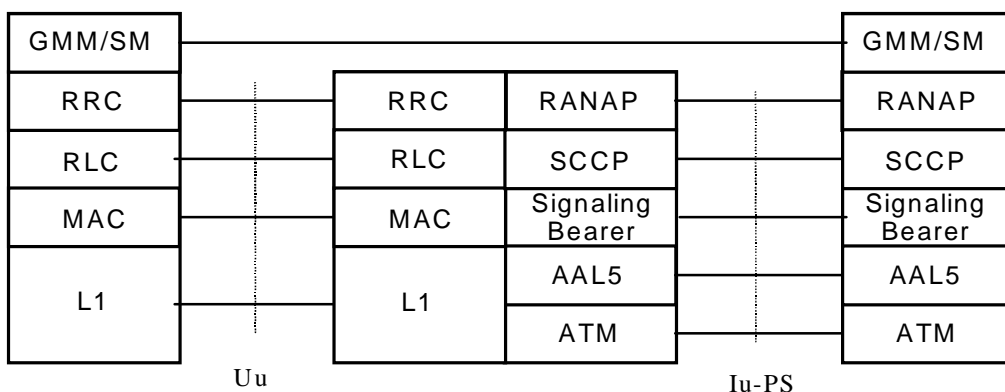 GMM/SM
GMM/SM
RRC
RRC
RANAP
RANAP
RLC
RLC
SCCP
SCCP
MAC
MAC
Signaling
Bearer
Signaling
Bearer
L1
L1
AAL5
AAL5
ATM
ATM
Uu
Iu-PS